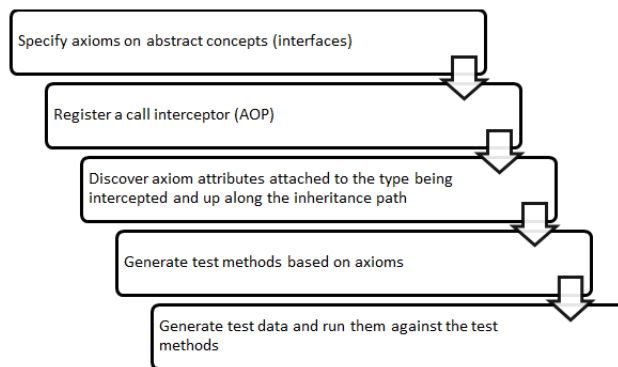 Specify axioms on abstract concepts (interfaces)
Register a call interceptor (AOP)
Discover axiom attributes attached to the type being
intercepted and up along the inheritance path
Generate test methods based on axioms
Generate test data and run them against the test
methods